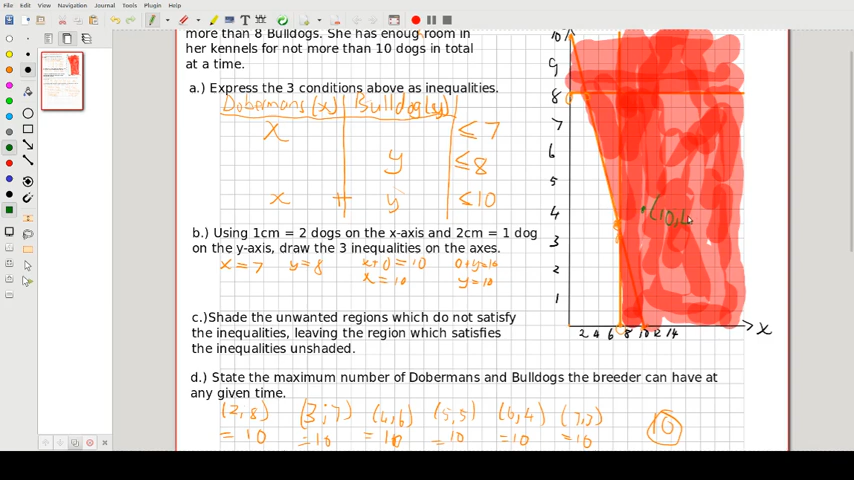 File Edit View Journal Tools Help
more than 8 Bulldogs. She has enough room in
her kennels for not more than 10 dogs in total
at a time.
a.) Express the 3 conditions above as inequalities.
Dobermans (x) Bulldog (y)
x ≤ 7
y ≤ 8
x + y ≤ 10
b.) Using 1cm = 2 dogs on the x-axis and 2cm = 1 dog
on the y-axis, draw the 3 inequalities on the axes.
x = 7 y = 8 x+0 = 10 0+y=10
x = 10 y = 10
c.)Shade the unwanted regions which do not satisfy
the inequalities, leaving the region which satisfies
the inequalities unshaded.
d.) State the maximum number of Dobermans and Bulldogs the breeder can have at
any given time.
(2,8) (3;7) (4,6) (5,5) (6,4) (7,3)
= 10 = 10 = 10 = 10 = 10 = 10
10
10
9
8
7
6
5
4
(10,4
3
2
1
x
2 4 6 8 10 12 14